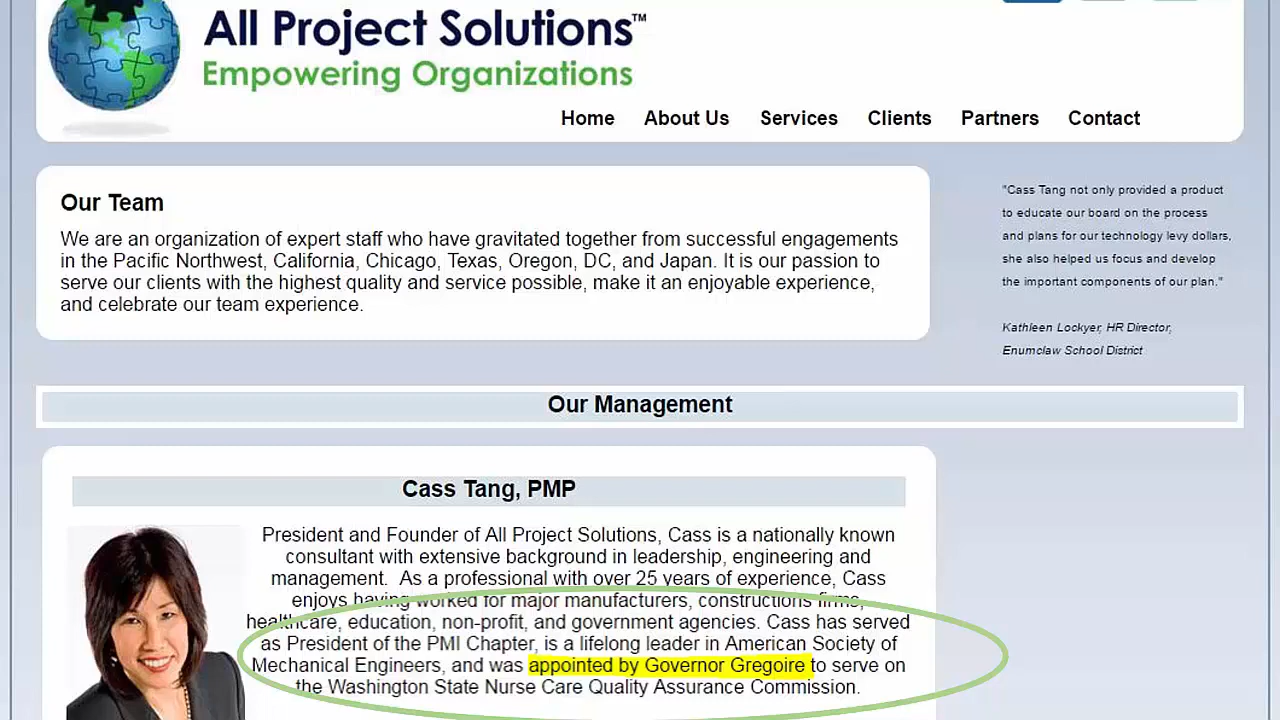 All Project Solutions™
Empowering Organizations
Home About Us Services Clients Partners Contact
Our Team
We are an organization of expert staff who have gravitated together from successful engagements
in the Pacific Northwest, California, Chicago, Texas, Oregon, DC, and Japan. It is our passion to
serve our clients with the highest quality and service possible, make it an enjoyable experience,
and celebrate our team experience.
"Cass Tang not only provided a product
to educate our board on the process
and plans for our technology levy dollars,
she also helped us focus and develop
the important components of our plan."
Kathleen Lockyer, HR Director,
Enumclaw School District
Our Management
Cass Tang, PMP
President and Founder of All Project Solutions, Cass is a nationally known
consultant with extensive background in leadership, engineering and
management. As a professional with over 25 years of experience, Cass
enjoys having worked for major manufacturers, constructions firms,
healthcare, education, non-profit, and government agencies. Cass has served
as President of the PMI Chapter, is a lifelong leader in American Society of
Mechanical Engineers, and was appointed by Governor Gregoire to serve on
the Washington State Nurse Care Quality Assurance Commission.